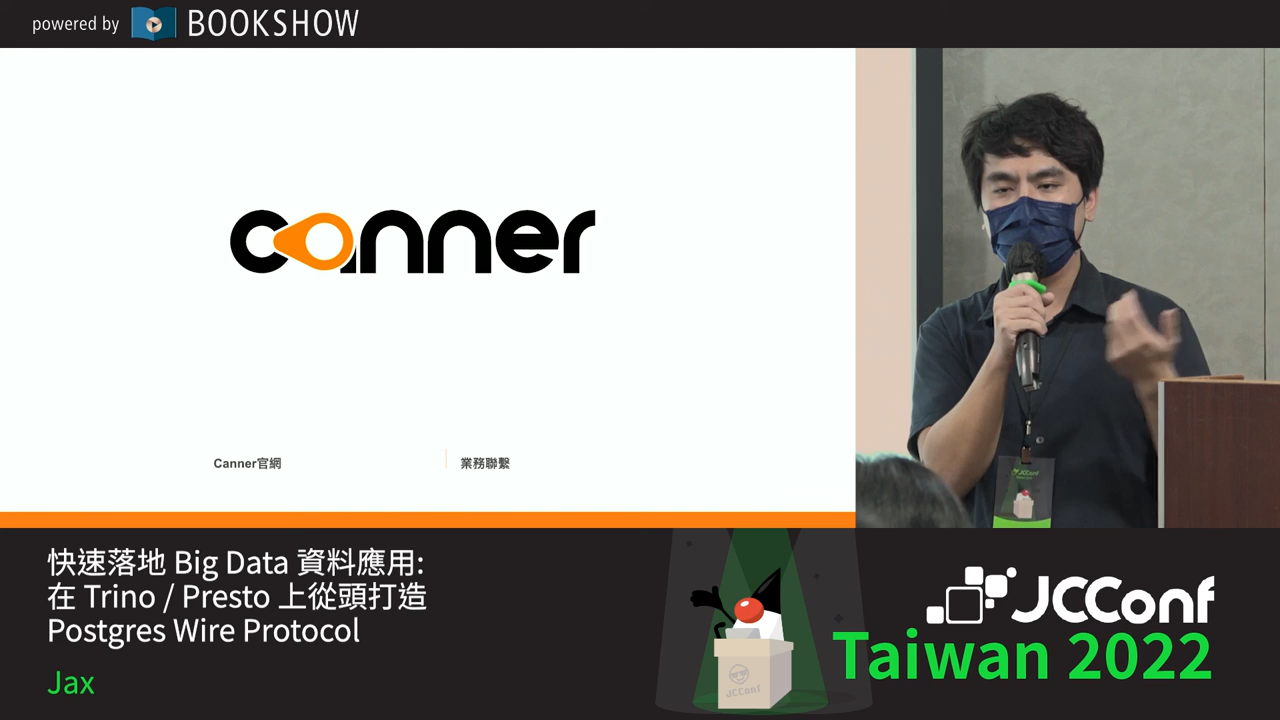 powered by BOOKSHOW
canner
Canner官網
業務聯繫
快速落地 Big Data 資料應用:
在 Trino / Presto 上從頭打造
Postgres Wire Protocol
Jax
JCConf
JCConf
JCConf
Taiwan 2022